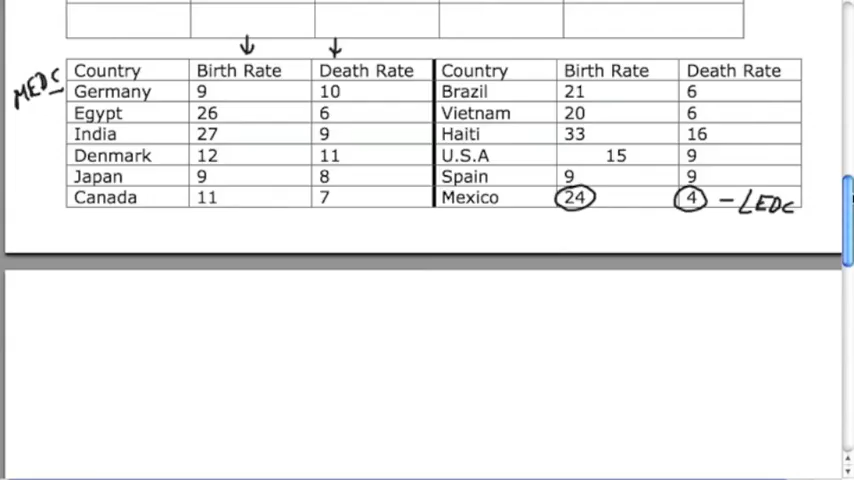 MEDC
Country Birth Rate Death Rate Country Birth Rate Death Rate
Germany 9 10 Brazil 21 6
Egypt 26 6 Vietnam 20 6
India 27 9 Haiti 33 16
Denmark 12 11 U.S.A 15 9
Japan 9 8 Spain 9 9
Canada 11 7 Mexico 24 4 - LEDC